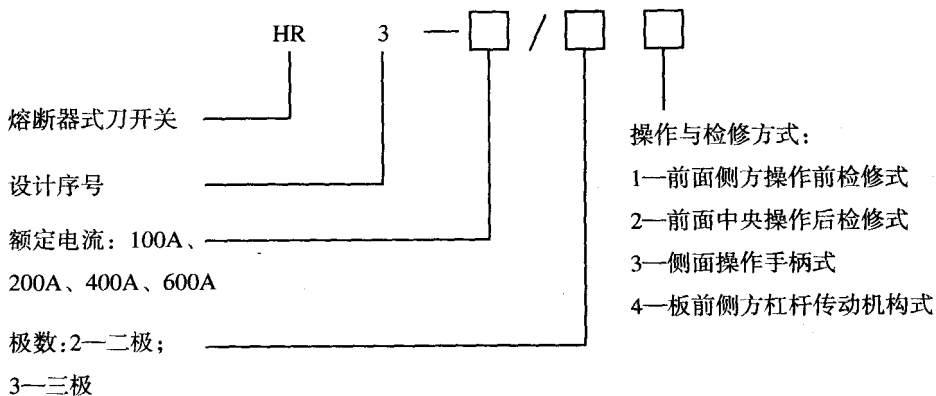 HR 3 — □ / □ □
熔断器式刀开关
设计序号
额定电流：100A、
200A、400A、600A
极数：2—二极；
3—三极
操作与检修方式：
1—前面侧方操作前检修式
2—前面中央操作后检修式
3—侧面操作手柄式
4—板前侧方杠杆传动机构式